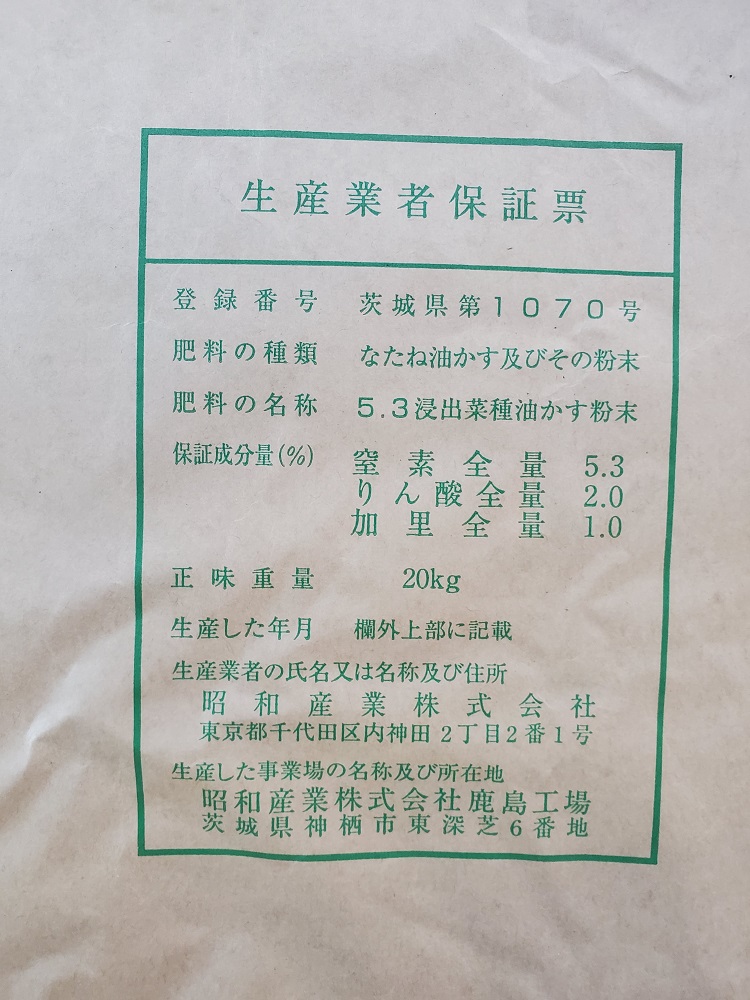 生産業者保証票
登録番号 茨城県第1070号
肥料の種類 なたね油かす及びその粉末
肥料の名称 5.3浸出菜種油かす粉末
保証成分量(%) 窒素全量 5.3
りん酸全量 2.0
加里全量 1.0
正味重量 20kg
生産した年月 欄外上部に記載
生産業者の氏名又は名称及び住所
昭和産業株式会社
東京都千代田区内神田2丁目2番1号
生産した事業場の名称及び所在地
昭和産業株式会社鹿島工場
茨城県神栖市東深芝6番地